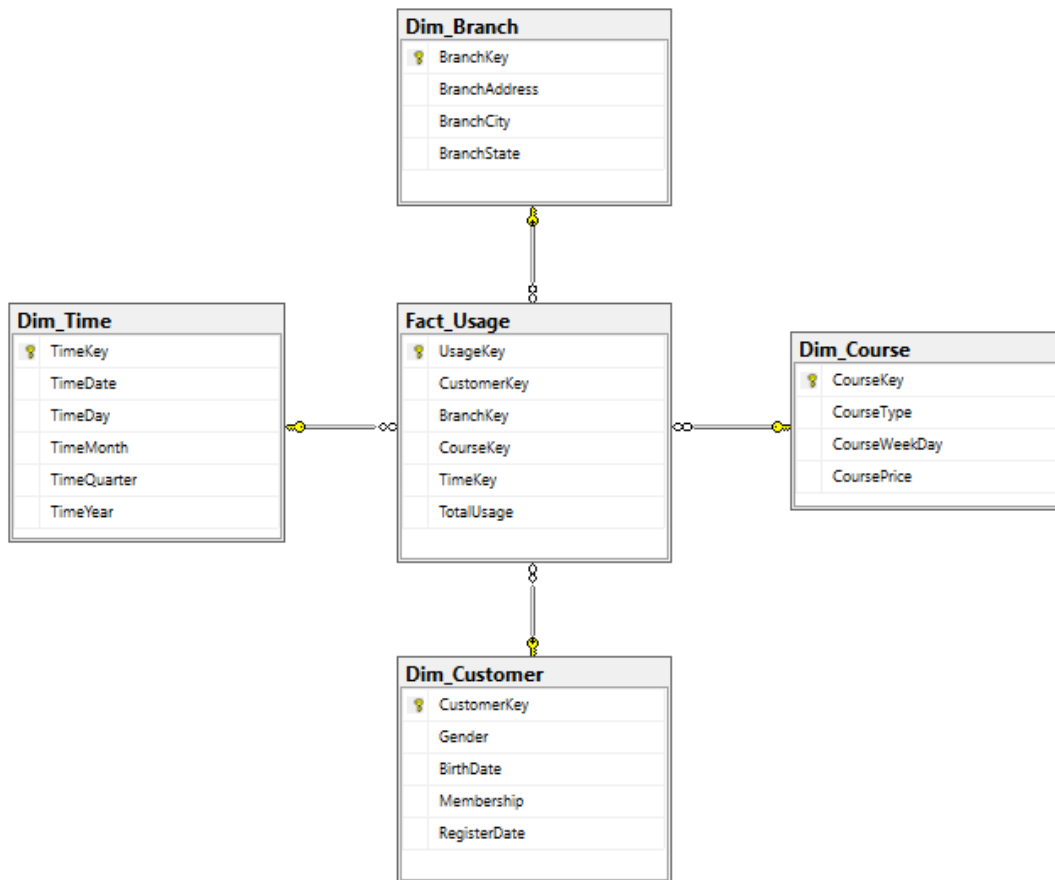 Dim_Branch
BranchKey
BranchAddress
BranchCity
BranchState
Dim_Time
TimeKey
TimeDate
TimeDay
TimeMonth
TimeQuarter
TimeYear
Fact_Usage
UsageKey
CustomerKey
BranchKey
CourseKey
TimeKey
TotalUsage
Dim_Course
CourseKey
CourseType
CourseWeekDay
CoursePrice
Dim_Customer
CustomerKey
Gender
BirthDate
Membership
RegisterDate